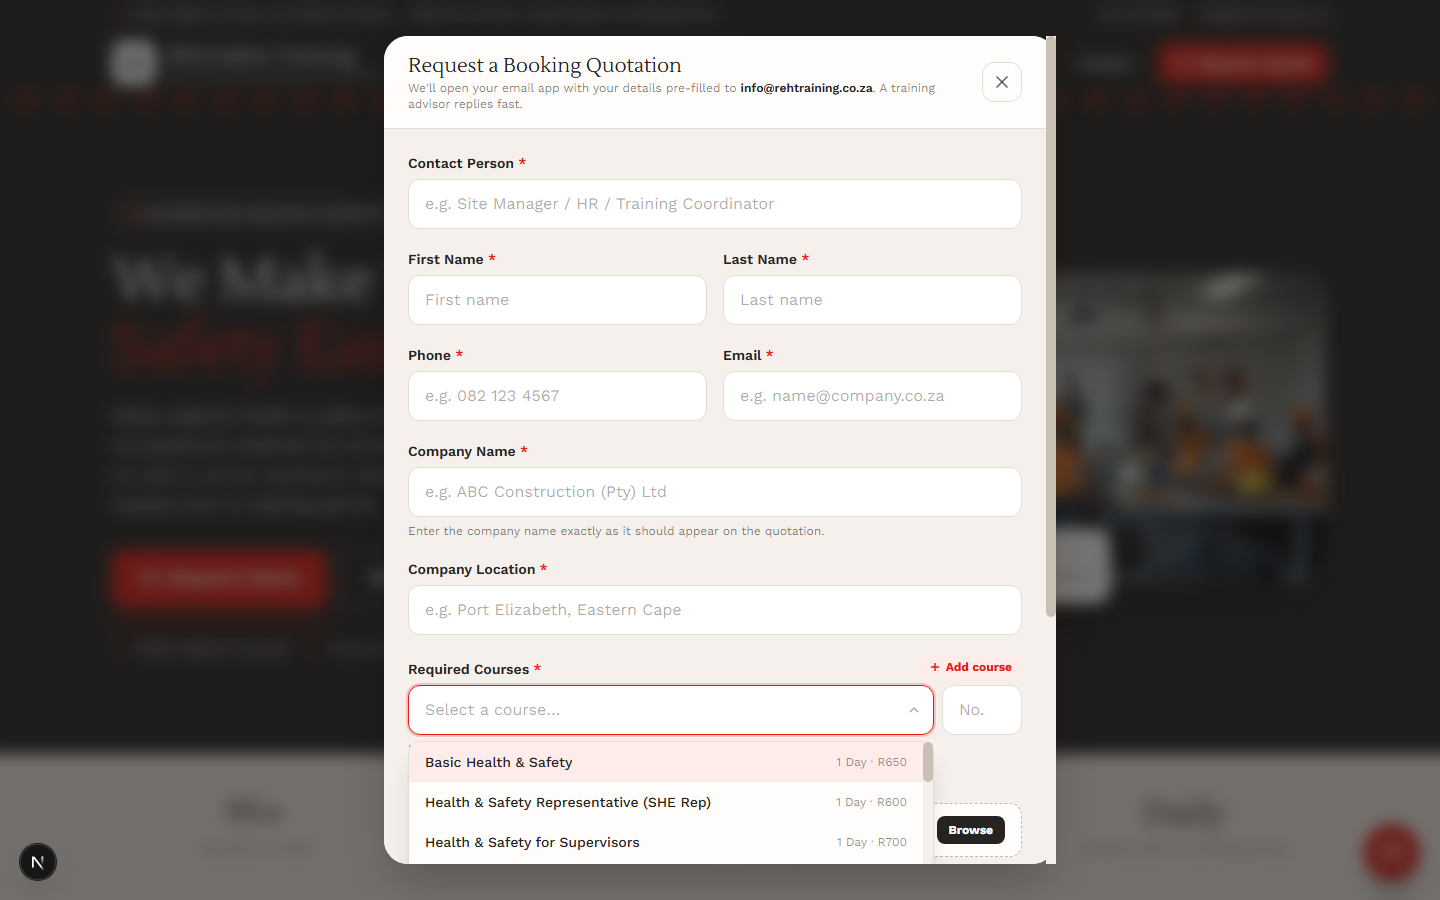 Request a Booking Quotation
We'll open your email app with your details pre-filled to info@rehtraining.co.za. A training
advisor replies fast.
Contact Person *
e.g. Site Manager / HR / Training Coordinator
First Name *
Last Name *
First name
Last name
Phone *
Email *
e.g. 082 123 4567
e.g. name@company.co.za
Company Name *
e.g. ABC Construction (Pty) Ltd
Enter the company name exactly as it should appear on the quotation.
Company Location *
e.g. Port Elizabeth, Eastern Cape
Required Courses *
+ Add course
Select a course...
No.
Basic Health & Safety
1 Day · R650
Health & Safety Representative (SHE Rep)
1 Day · R600
Health & Safety for Supervisors
1 Day · R700
Browse
We Make
Safety
N
Daily